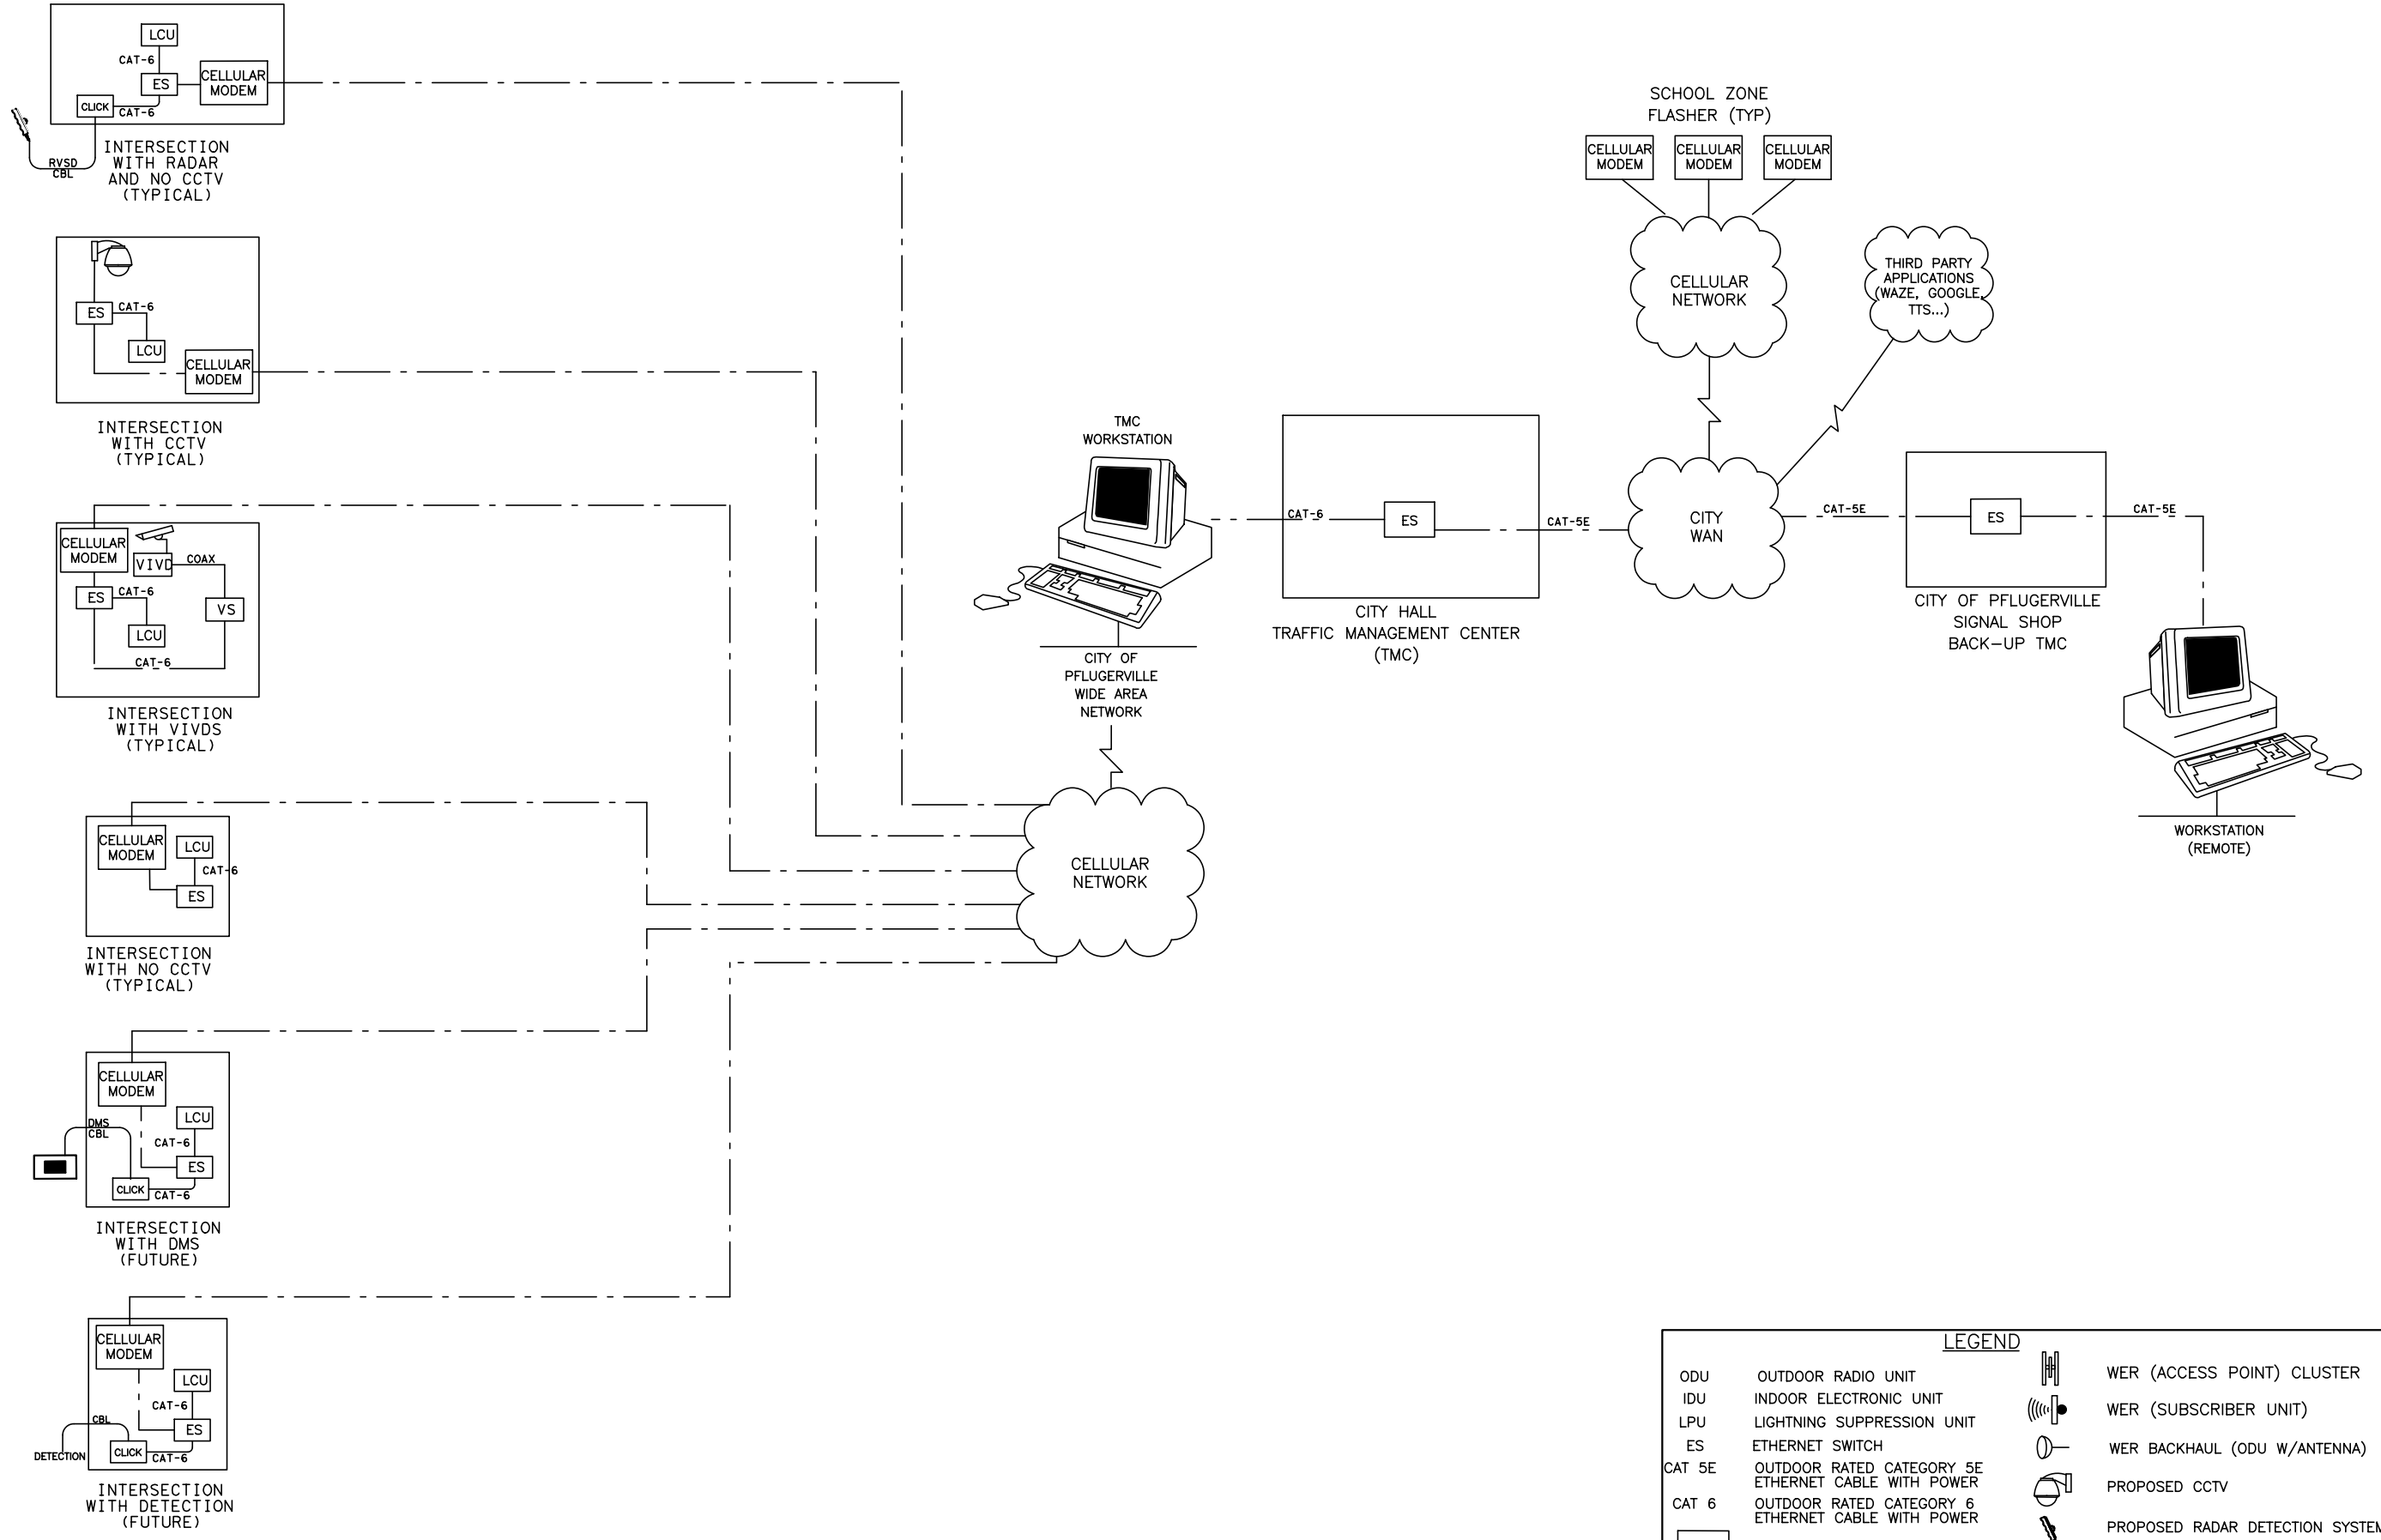 LCU
CAT-6
ES
CELLULAR
MODEM
CLICK
CAT-6
RVSD
CBL
INTERSECTION
WITH RADAR
AND NO CCTV
(TYPICAL)
ES
CAT-6
LCU
CELLULAR
MODEM
INTERSECTION
WITH CCTV
(TYPICAL)
CELLULAR
MODEM
VIVD
COAX
ES
CAT-6
VS
LCU
CAT-6
INTERSECTION
WITH VIVDS
(TYPICAL)
CELLULAR
MODEM
LCU
CAT-6
ES
INTERSECTION
WITH NO CCTV
(TYPICAL)
CELLULAR
MODEM
DMS
CBL
LCU
CAT-6
ES
CLICK
CAT-6
INTERSECTION
WITH DMS
(FUTURE)
CELLULAR
MODEM
LCU
CAT-6
CBL
ES
DETECTION
CLICK
CAT-6
INTERSECTION
WITH DETECTION
(FUTURE)
TMC
WORKSTATION
CITY OF
PFLUGERVILLE
WIDE AREA
NETWORK
CELLULAR
NETWORK
CAT-6
ES
CAT-5E
CITY HALL
TRAFFIC MANAGEMENT CENTER
(TMC)
SCHOOL ZONE
FLASHER (TYP)
CELLULAR
MODEM
CELLULAR
MODEM
CELLULAR
MODEM
CELLULAR
NETWORK
THIRD PARTY
APPLICATIONS
(WAZE, GOOGLE,
TTS...)
CITY
WAN
CAT-5E
ES
CAT-5E
CITY OF PFLUGERVILLE
SIGNAL SHOP
BACK-UP TMC
WORKSTATION
(REMOTE)
LEGEND
ODU OUTDOOR RADIO UNIT
IDU INDOOR ELECTRONIC UNIT
LPU LIGHTNING SUPPRESSION UNIT
ES ETHERNET SWITCH
CAT 5E OUTDOOR RATED CATEGORY 5E
ETHERNET CABLE WITH POWER
CAT 6 OUTDOOR RATED CATEGORY 6
ETHERNET CABLE WITH POWER
WER (ACCESS POINT) CLUSTER
WER (SUBSCRIBER UNIT)
WER BACKHAUL (ODU W/ANTENNA)
PROPOSED CCTV
PROPOSED RADAR DETECTION SYSTEM